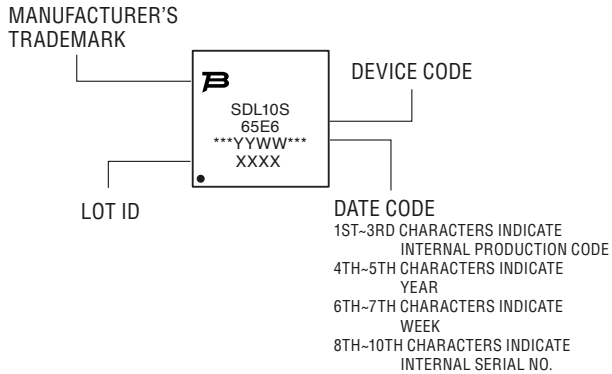 MANUFACTURER'S
TRADEMARK
DEVICE CODE
SDL10S
65E6
***YYWW***
XXXX
LOT ID
DATE CODE
1ST~3RD CHARACTERS INDICATE
INTERNAL PRODUCTION CODE
4TH~5TH CHARACTERS INDICATE
YEAR
6TH~7TH CHARACTERS INDICATE
WEEK
8TH~10TH CHARACTERS INDICATE
INTERNAL SERIAL NO.